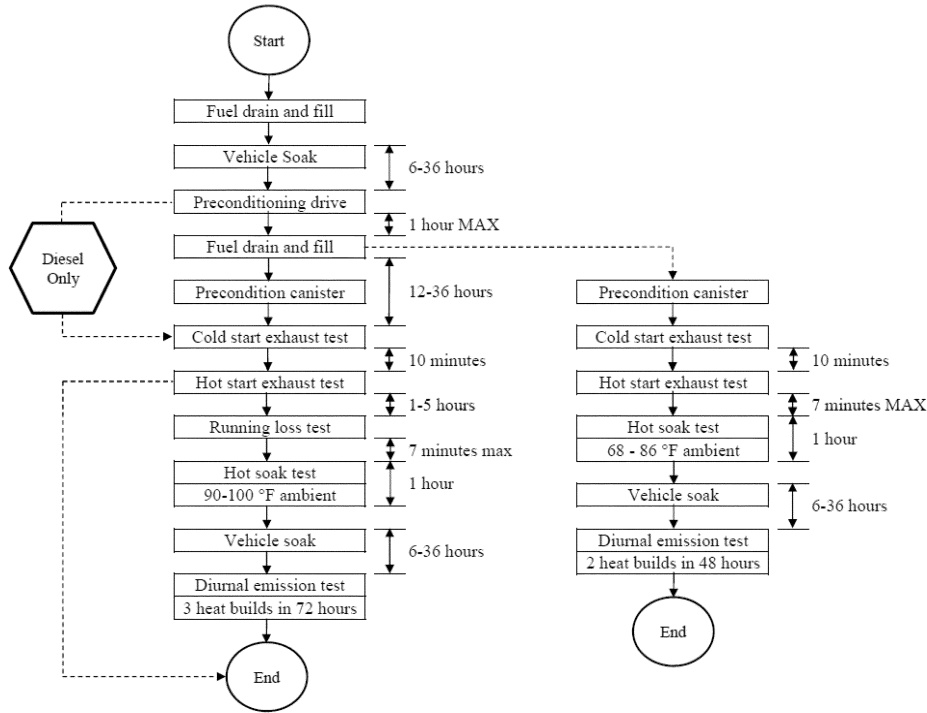 Start
Fuel drain and fill
Vehicle Soak
6-36 hours
Preconditioning drive
1 hour MAX
Diesel
Only
Fuel drain and fill
Precondition canister
12-36 hours
Cold start exhaust test
10 minutes
Hot start exhaust test
1-5 hours
Running loss test
7 minutes max
Hot soak test
90-100 °F ambient
1 hour
Vehicle soak
6-36 hours
Diurnal emission test
3 heat builds in 72 hours
End
Precondition canister
Cold start exhaust test
10 minutes
Hot start exhaust test
7 minutes MAX
Hot soak test
68 - 86 °F ambient
1 hour
Vehicle soak
6-36 hours
Diurnal emission test
2 heat builds in 48 hours
End